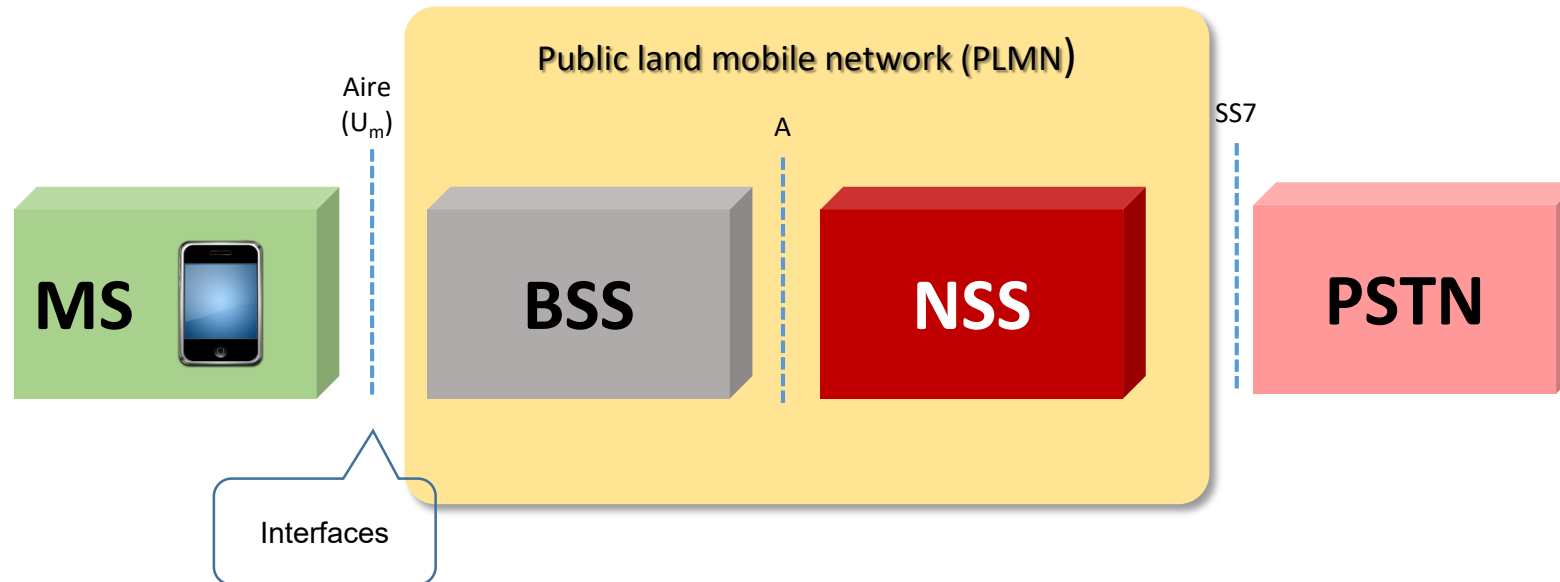 Public land mobile network (PLMN)
Aire
(Um)
A
SS7
MS
BSS
NSS
PSTN
Interfaces